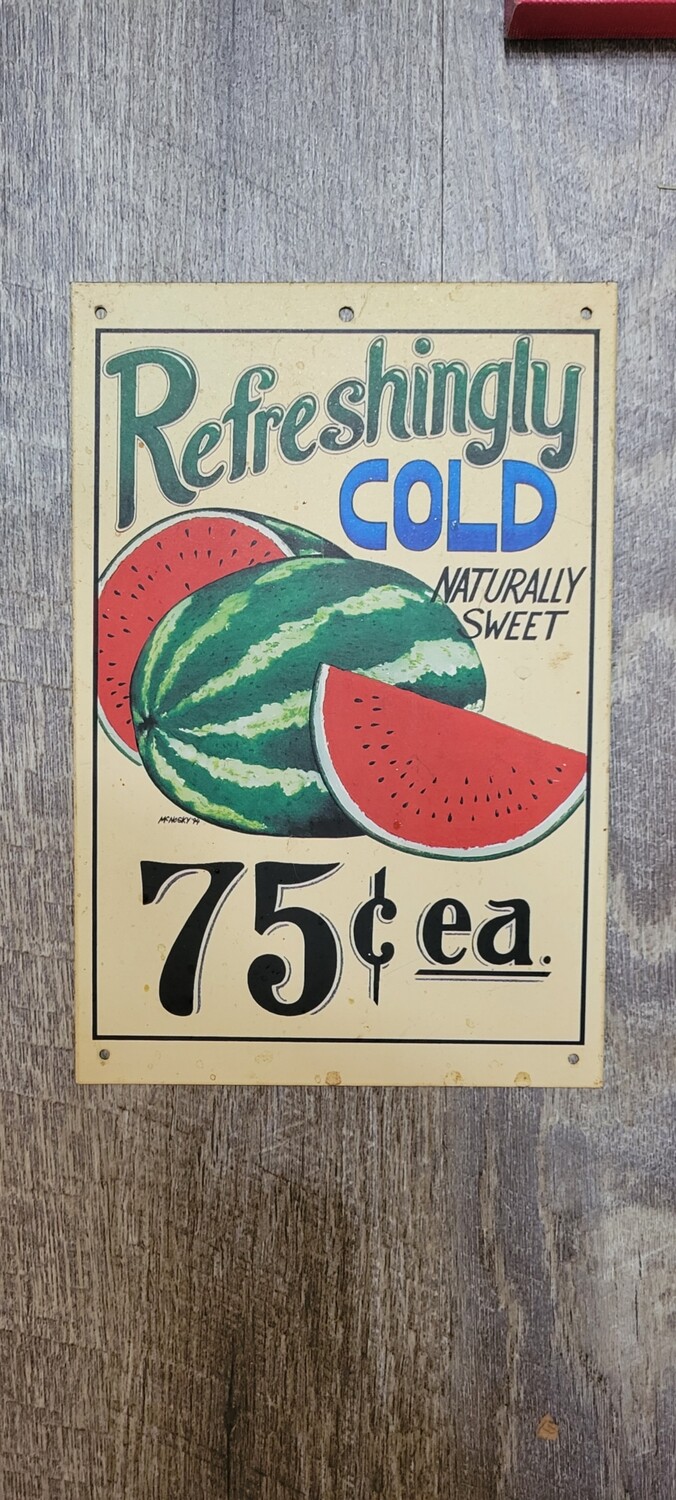 Refreshingly
COLD
NATURALLY
SWEET
75¢ ea.